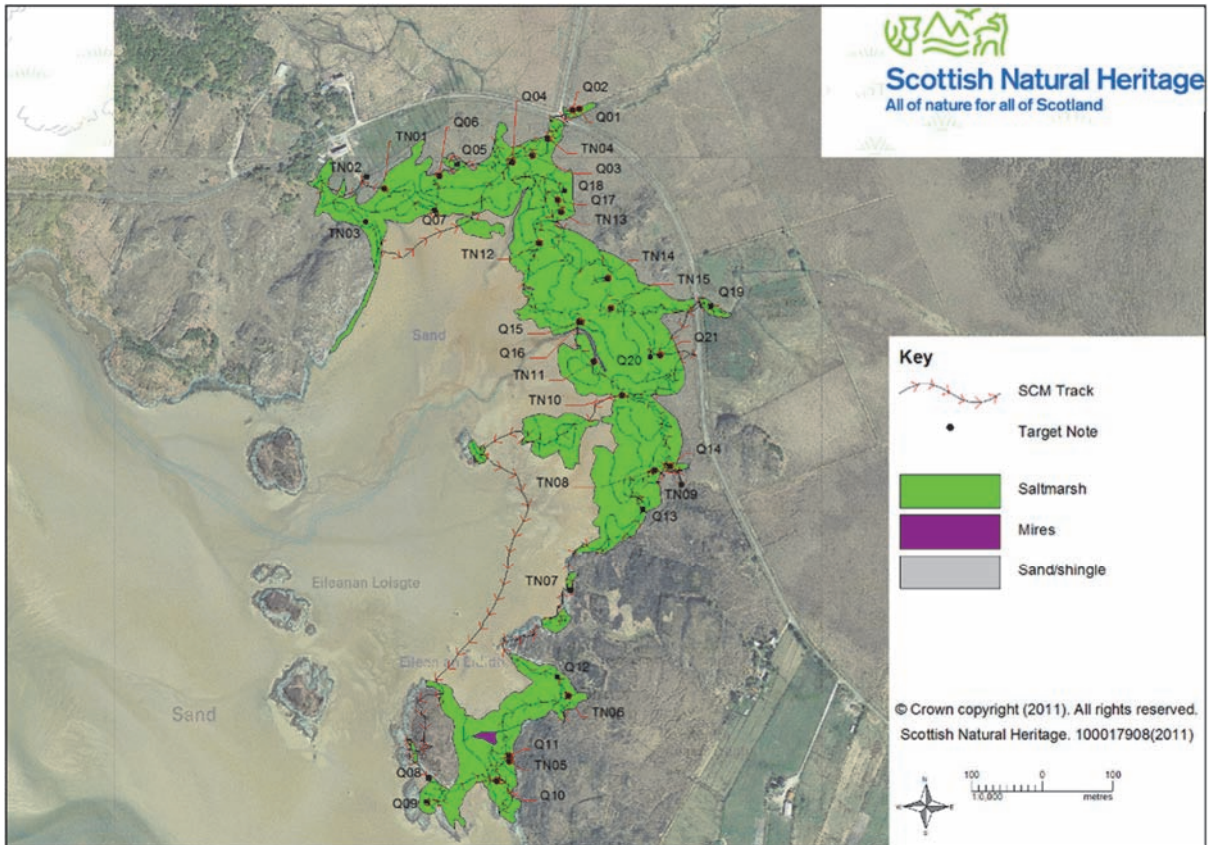 Scottish Natural Heritage
All of nature for all of Scotland
Q02
Q04
Q01
Q06
TN01
Q05
TN04
TN02
Q03
Q18
Q17
Q07
TN03
TN13
TN12
TN14
TN15
Q19
Sand
Q15
Q16
Q20
Q21
TN11
TN10
Q14
TN08
TN09
Q13
Eileanan Loisgte
TN07
Q12
Sand
TN06
Q11
TN05
Q08
Q09
Q10
Key
SCM Track
Target Note
Saltmarsh
Mires
Sand/shingle
© Crown copyright (2011). All rights reserved.
Scottish Natural Heritage. 100017908(2011)
N
W E
S
100 0 100
metres